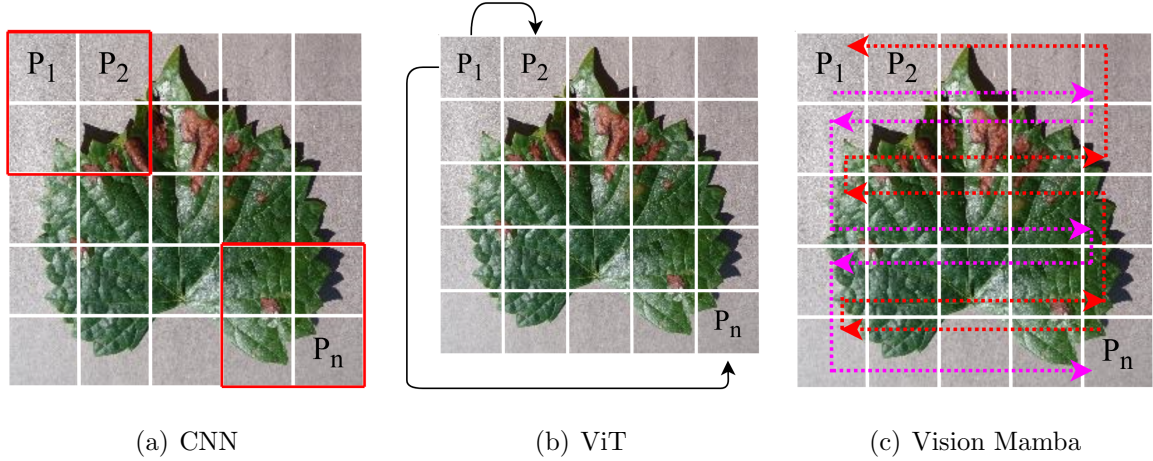 P1 P2
Pn
(a) CNN
P1 P2
Pn
(b) ViT
P1 P2
Pn
(c) Vision Mamba